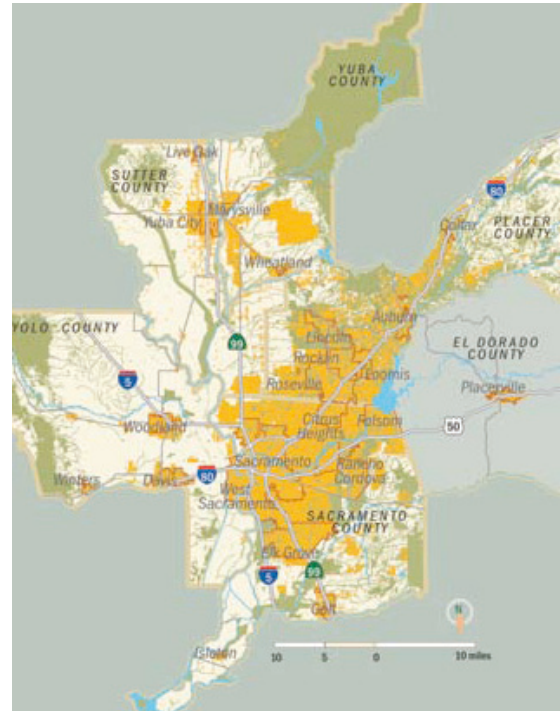 YUBA
COUNTY
Live Oak
SUTTER
COUNTY
80
Marysville
Yuba City
Colfax
PLACER
COUNTY
Wheatland
Auburn
YOLO COUNTY
Lincoln
99
Rocklin
EL DORADO
COUNTY
Loomis
5
Roseville
Placerville
Woodland
Citrus
Heights
Folsom
50
Sacramento
Rancho
Cordova
Winters
Davis
80
West
Sacramento
SACRAMENTO
COUNTY
Elk Grove
5
99
Galt
N
Isleton
10 5 0 10 miles